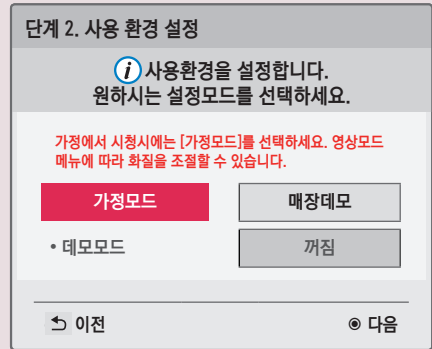 단계 2. 사용 환경 설정
i 사용환경을 설정합니다.
원하시는 설정모드를 선택하세요.
가정에서 시청시에는 [가정모드]를 선택하세요. 영상모드
메뉴에 따라 화질을 조절할 수 있습니다.
가정모드 매장데모
• 데모모드 꺼짐
이전 다음